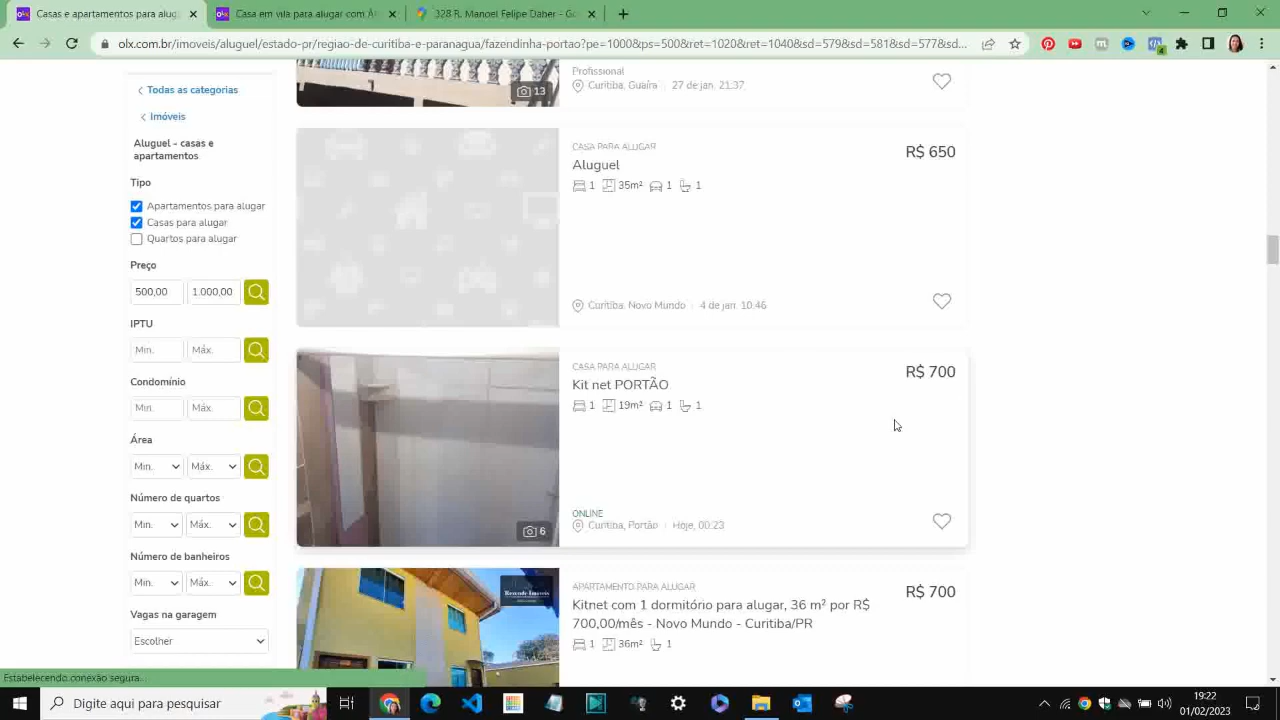 Casas e apartamentos para alug
Casa em vila para alugar com
328 R. Manoel Felipe Daher - Go
olx.com.br/imoveis/aluguel/estado-pr/regiao-de-curitiba-e-paranagua/fazendinha-portao?pe=1000&ps=500&ret=1020&ret=1040&sd=579&sd=581&sd=577&sd...
Todas as categorias
Imóveis
Aluguel - casas e
apartamentos
Tipo
Apartamentos para alugar
Casas para alugar
Quartos para alugar
Preço
500,00
1.000,00
IPTU
Min.
Máx.
Condomínio
Min.
Máx.
Área
Min.
Máx.
Número de quartos
Min.
Máx.
Número de banheiros
Min.
Máx.
Vagas na garagem
Escolher
13
Profissional
Curitiba, Guaíra
27 de jan, 21:37
CASA PARA ALUGAR
Aluguel
R$ 650
1 35m² 1 1
Curitiba, Novo Mundo
4 de jan, 10:46
CASA PARA ALUGAR
Kit net PORTÃO
R$ 700
1 19m² 1 1
6
ONLINE
Curitiba, Portão
Hoje, 00:23
Rezende Imóveis
APARTAMENTO PARA ALUGAR
Kitnet com 1 dormitório para alugar, 36 m² por R$
700,00/mês - Novo Mundo - Curitiba/PR
R$ 700
1 36m² 1
Estabelecendo conexão segura...
Digite aqui para pesquisar
19:22
01/02/2023